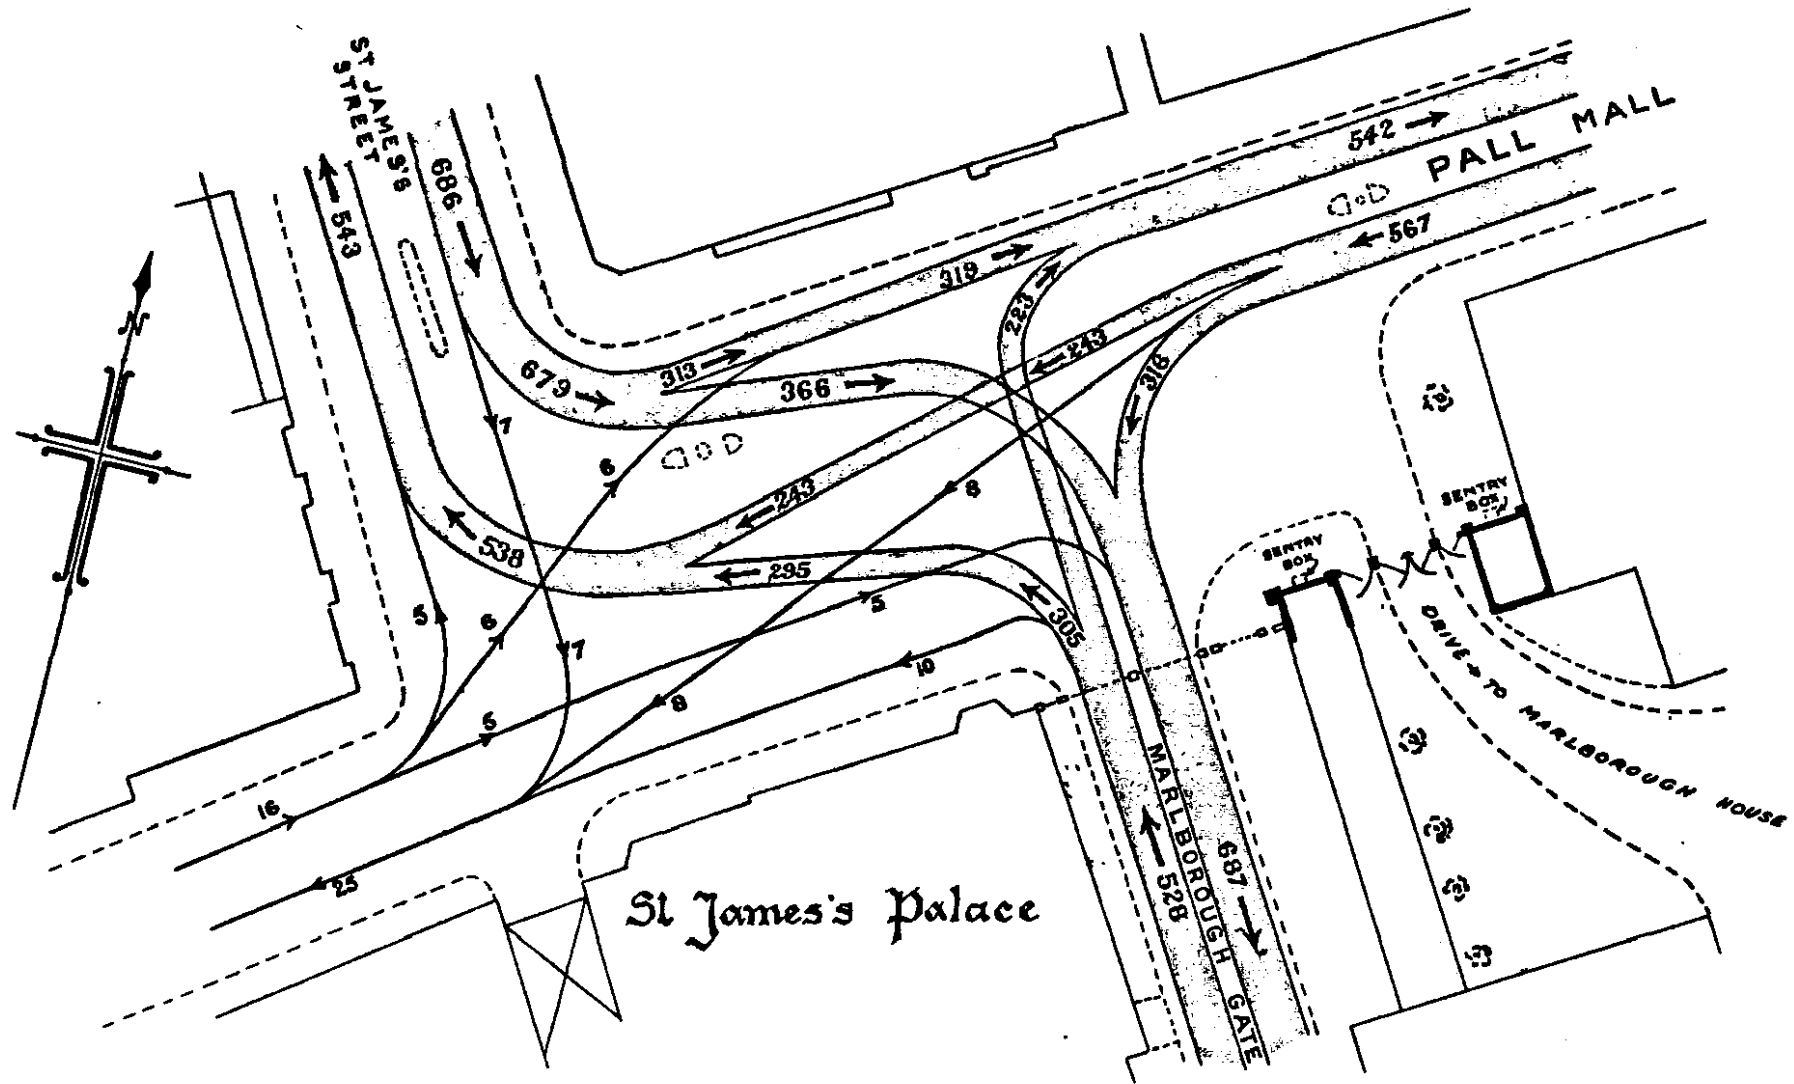 ST JAMES'S
STREET
686
543
542
PALL MALL
567
319
223
243
318
313
679
366
7
6
243
8
538
295
5
6
7
5
305
10
8
5
16
25
N
SENTRY
BOX
SENTRY
BOX
DRIVE TO MARLBOROUGH HOUSE
MARLBOROUGH GATE
687
528
St James's Palace